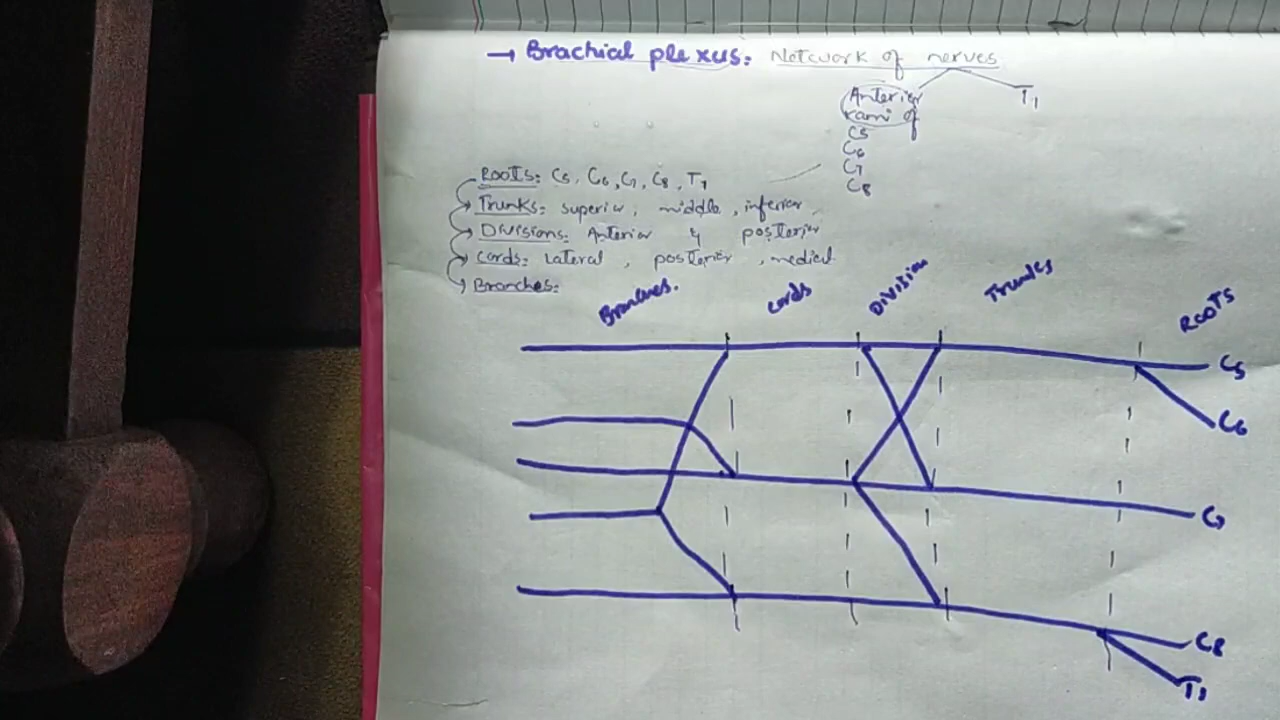 → Brachial plexus: Network of nerves
Anterior T1
rami of
C5
C6
C7
C8
Roots: C5, C6, C7, C8, T1
Trunks: superior, middle, inferior
Divisions: Anterior & posterior
Cords: Lateral, posterior, medial
Branches:
Branches. Cords Division Trunks Roots
C5
C6
C7
C8
T1